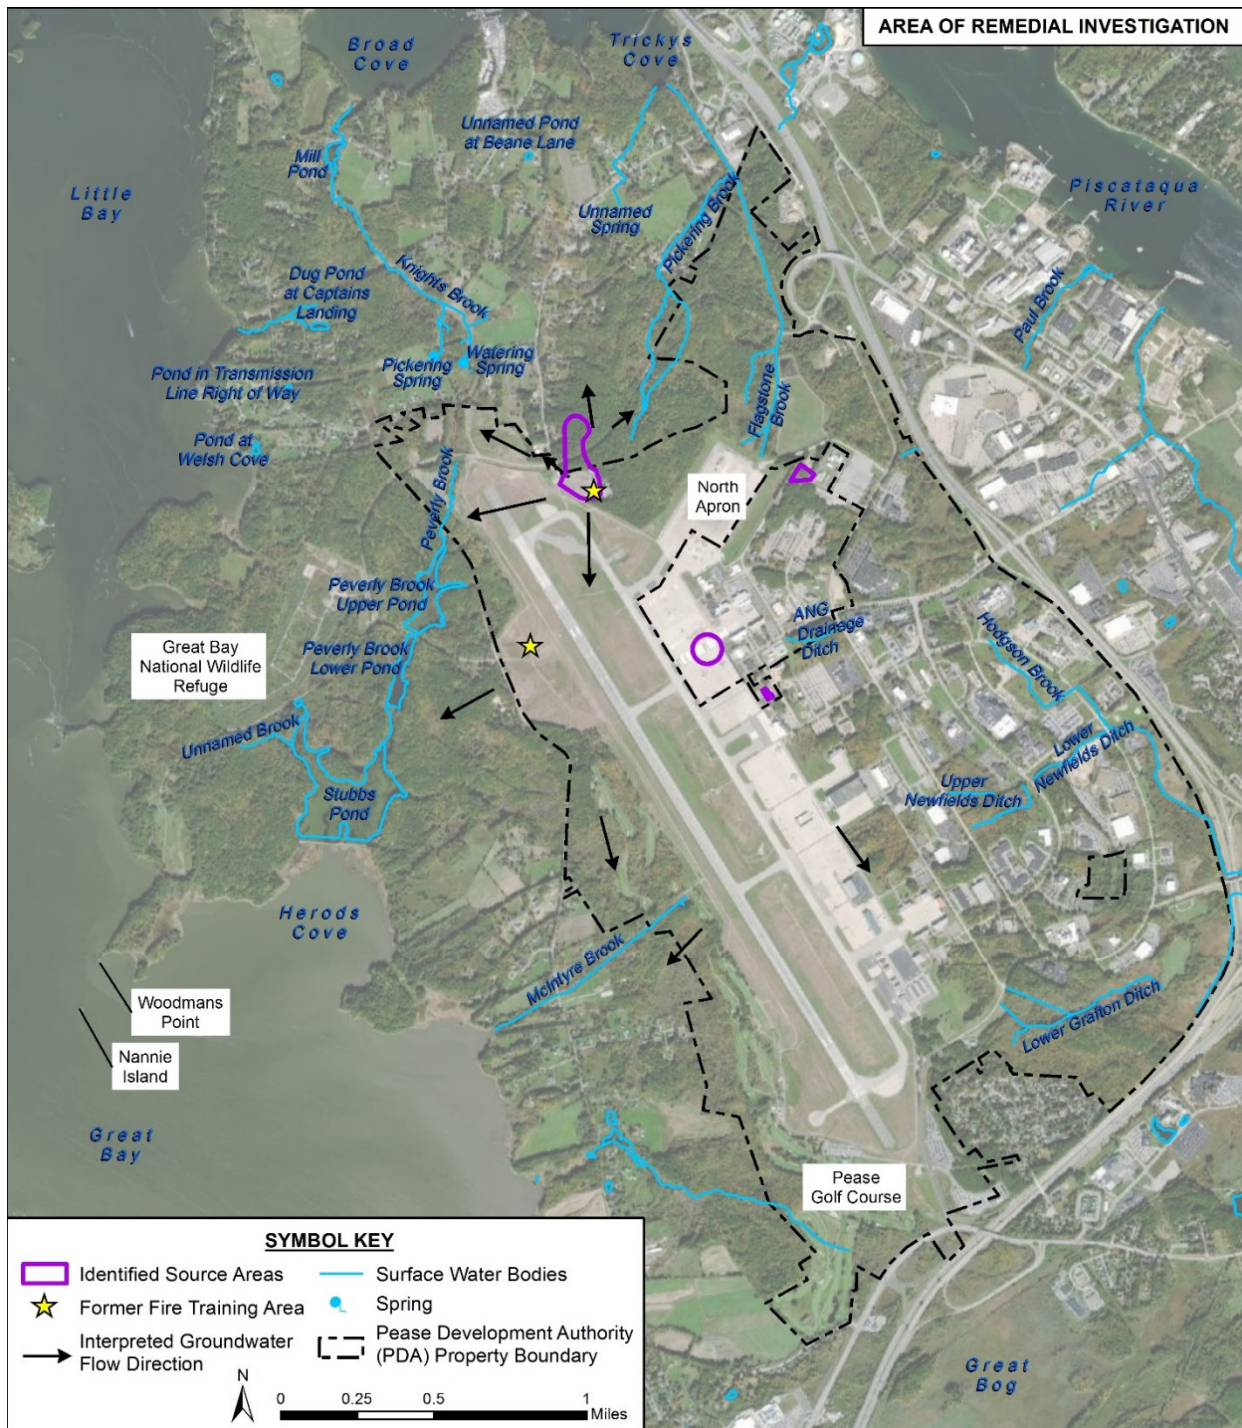 AREA OF REMEDIAL INVESTIGATION
Broad
Cove
Trickys
Cove
Unnamed Pond
at Beane Lane
Mill
Pond
Little
Bay
Piscataqua
River
Unnamed
Spring
Pickering Brook
Knights Brook
Dug Pond
at Captains
Landing
Paul Brook
Pickering
Spring
Watering
Spring
Pond in Transmission
Line Right of Way
Flagstone
Brook
Pond at
Welsh Cove
Peverly Brook
North
Apron
Peverly Brook
Upper Pond
ANG
Drainage
Ditch
Hodgson Brook
Great Bay
National Wildlife
Refuge
Peverly Brook
Lower Pond
Unnamed Brook
Lower
Newfields Ditch
Upper
Newfields Ditch
Stubbs
Pond
Herods
Cove
McIntyre Brook
Woodmans
Point
Lower Grafton Ditch
Nannie
Island
Great
Bay
Pease
Golf Course
Great
Bog
SYMBOL KEY
Identified Source Areas
Surface Water Bodies
Former Fire Training Area
Spring
Interpreted Groundwater
Flow Direction
Pease Development Authority
(PDA) Property Boundary
N
0 0.25 0.5 1
Miles